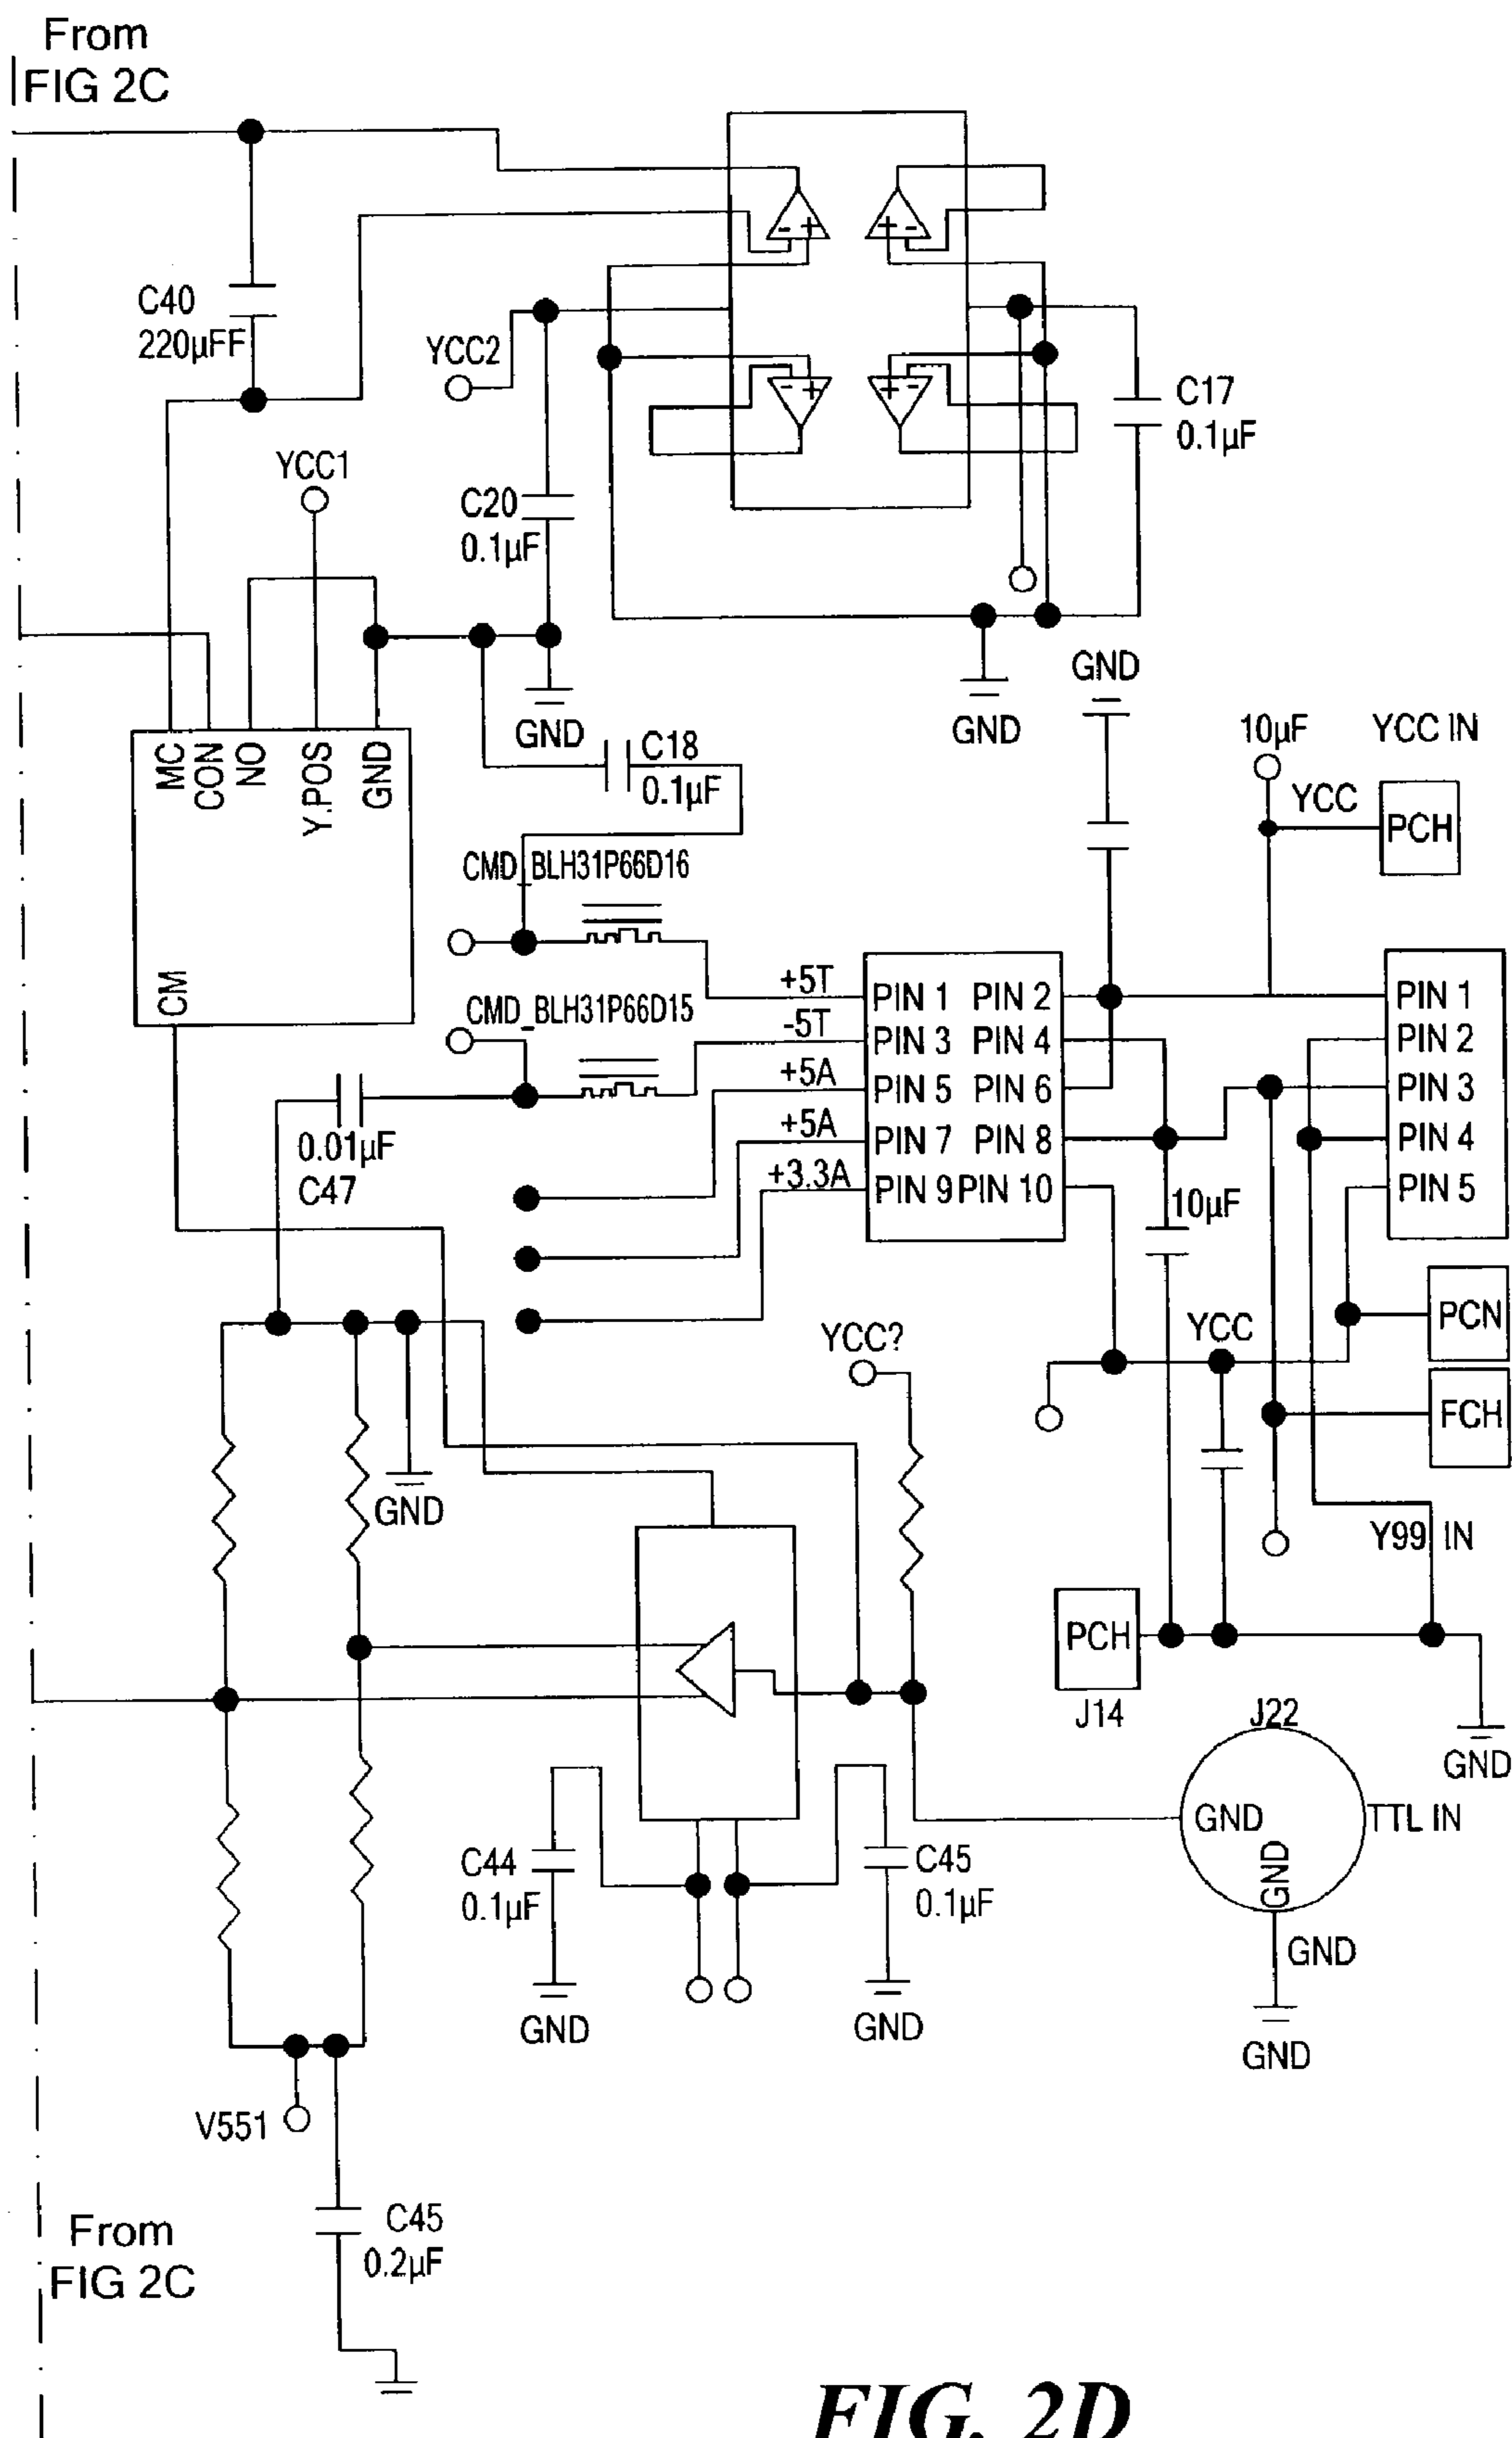 From
FIG 2C
C40
220µFF
YCC2
C17
0.1µF
YCC1
C20
0.1µF
- +
+ -
- +
+ -
GND
GND
GND
MC
CON
NO
Y.POS
GND
CM
C18
0.1µF
10µF
YCC IN
YCC
PCH
CMD_BLH31P66D16
CMD_BLH31P66D15
+5T
-5T
+5A
+5A
+3.3A
PIN 1 PIN 2
PIN 3 PIN 4
PIN 5 PIN 6
PIN 7 PIN 8
PIN 9 PIN 10
PIN 1
PIN 2
PIN 3
PIN 4
PIN 5
0.01µF
C47
10µF
YCC?
YCC
PCN
FCH
GND
Y99 IN
PCH
J14
J22
GND
GND
TTL IN
GND
GND
GND
C44
0.1µF
GND
C45
0.1µF
GND
V551
C45
0.2µF
From
FIG 2C
FIG. 2D